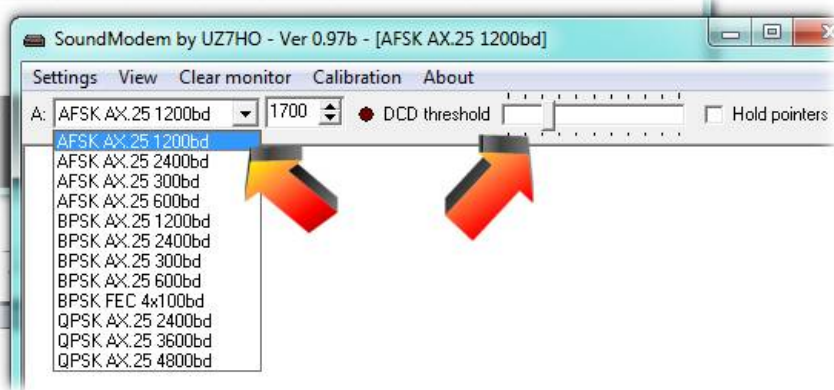 SoundModem by UZ7HO - Ver 0.97b - [AFSK AX.25 1200bd]
Settings View Clear monitor Calibration About
A: AFSK AX.25 1200bd 1700 DCD threshold Hold pointers
AFSK AX.25 1200bd
AFSK AX.25 2400bd
AFSK AX.25 300bd
AFSK AX.25 600bd
BPSK AX.25 1200bd
BPSK AX.25 2400bd
BPSK AX.25 300bd
BPSK AX.25 600bd
BPSK FEC 4x100bd
QPSK AX.25 2400bd
QPSK AX.25 3600bd
QPSK AX.25 4800bd